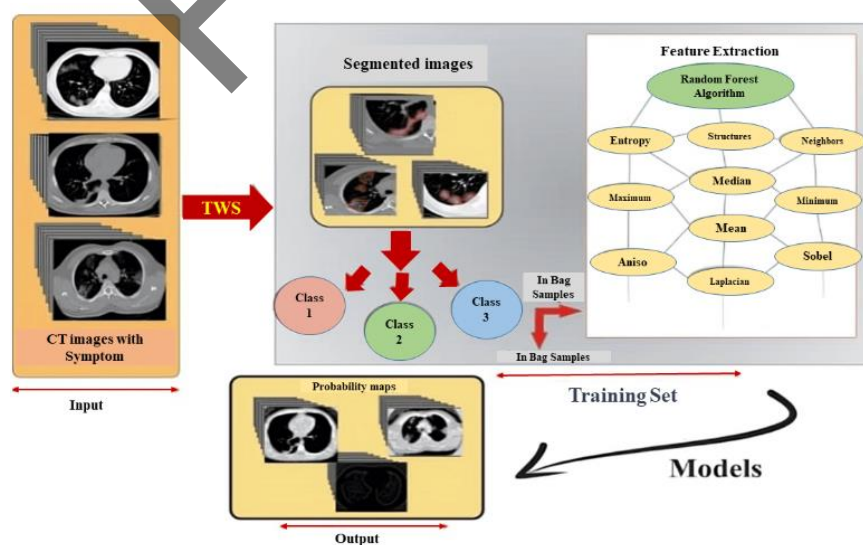 CT images with
Symptom
Input
TWS
Segmented images
Class
1
Class
2
Class
3
In Bag
Samples
In Bag Samples
Feature Extraction
Random Forest
Algorithm
Entropy
Structures
Neighbors
Median
Maximum
Minimum
Mean
Aniso
Sobel
Laplacian
Training Set
Models
Probability maps
Output